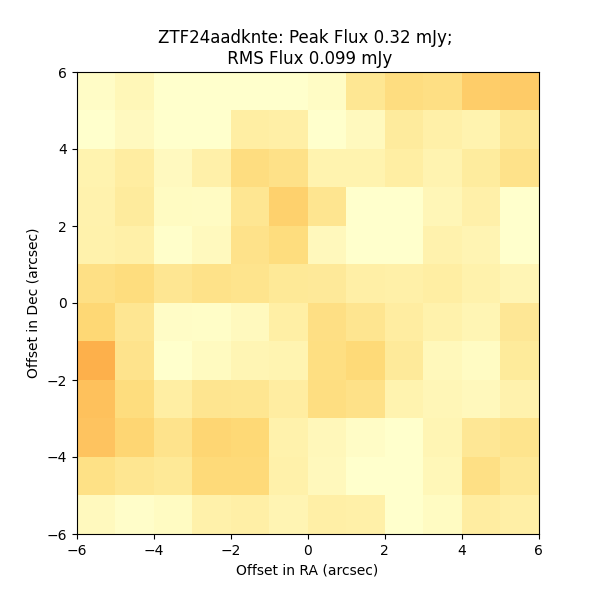 ZTF24aadknte: Peak Flux 0.32 mJy;
RMS Flux 0.099 mJy
6
4
2
0
−2
−4
−6
Offset in Dec (arcsec)
−6 −4 −2 0 2 4 6
Offset in RA (arcsec)